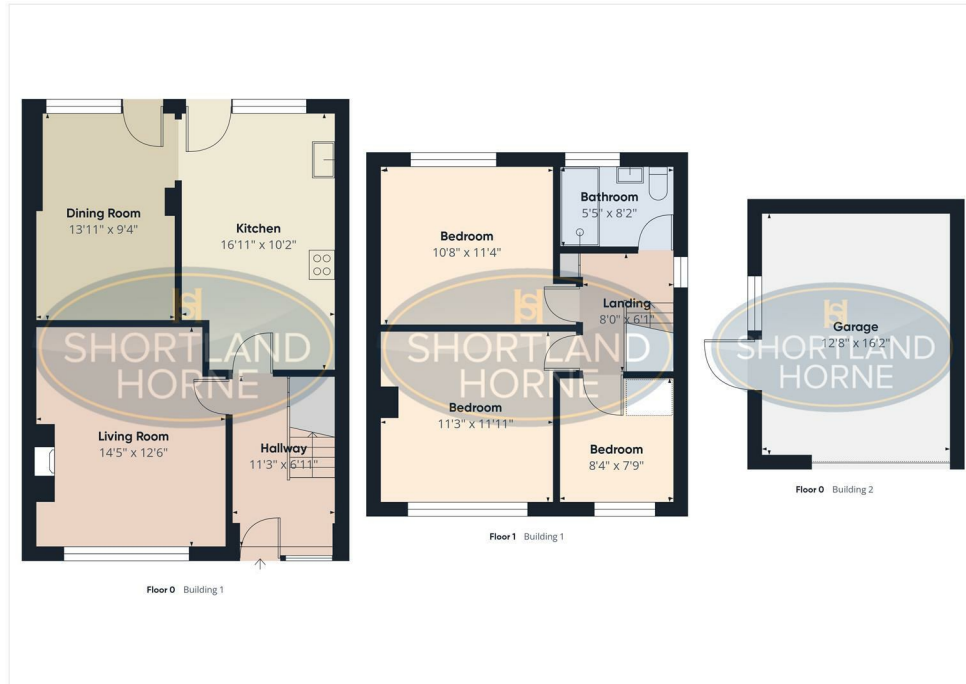 Dining Room
13'11" x 9'4"
Kitchen
16'11" x 10'2"
Living Room
14'5" x 12'6"
Hallway
11'3" x 6'11"
SHORTLAND
HORNE
Floor 0 Building 1
Bedroom
10'8" x 11'4"
Bathroom
5'5" x 8'2"
Landing
8'0" x 6'1"
Bedroom
11'3" x 11'11"
Bedroom
8'4" x 7'9"
SHORTLAND
HORNE
Floor 1 Building 1
Garage
12'8" x 16'2"
SHORTLAND
HORNE
Floor 0 Building 2